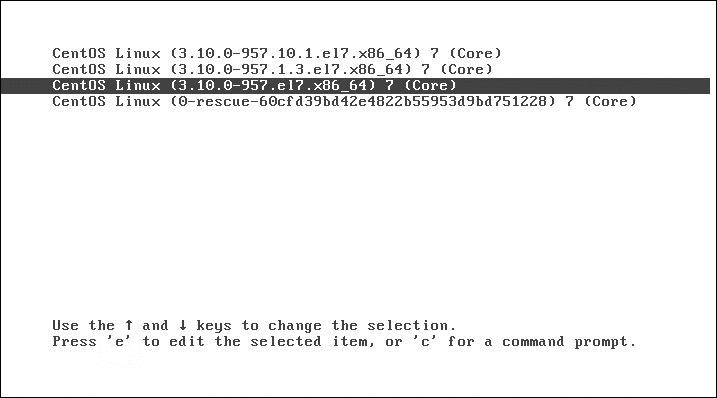 CentOS Linux (3.10.0-957.10.1.el7.x86_64) 7 (Core)
CentOS Linux (3.10.0-957.1.3.el7.x86_64) 7 (Core)
CentOS Linux (3.10.0-957.el7.x86_64) 7 (Core)
CentOS Linux (0-rescue-60cfd39bd42e4822b55953d9bd751228) 7 (Core)
Use the ↑ and ↓ keys to change the selection.
Press 'e' to edit the selected item, or 'c' for a command prompt.